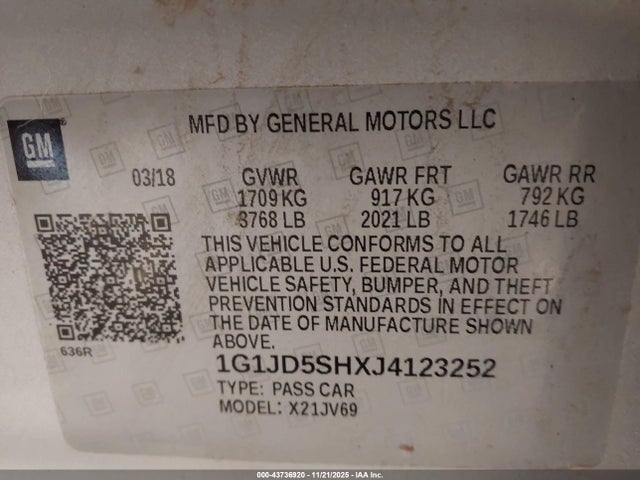 MFD BY GENERAL MOTORS LLC
GM
03/18 GVWR GAWR FRT GAWR RR
1709 KG 917 KG 792 KG
3768 LB 2021 LB 1746 LB
THIS VEHICLE CONFORMS TO ALL
APPLICABLE U.S. FEDERAL MOTOR
VEHICLE SAFETY, BUMPER, AND THEFT
PREVENTION STANDARDS IN EFFECT ON
THE DATE OF MANUFACTURE SHOWN
ABOVE.
636R
1G1JD5SHXJ4123252
TYPE: PASS CAR
MODEL: X21JV69
000-43736920 - 11/21/2025 - IAA Inc.